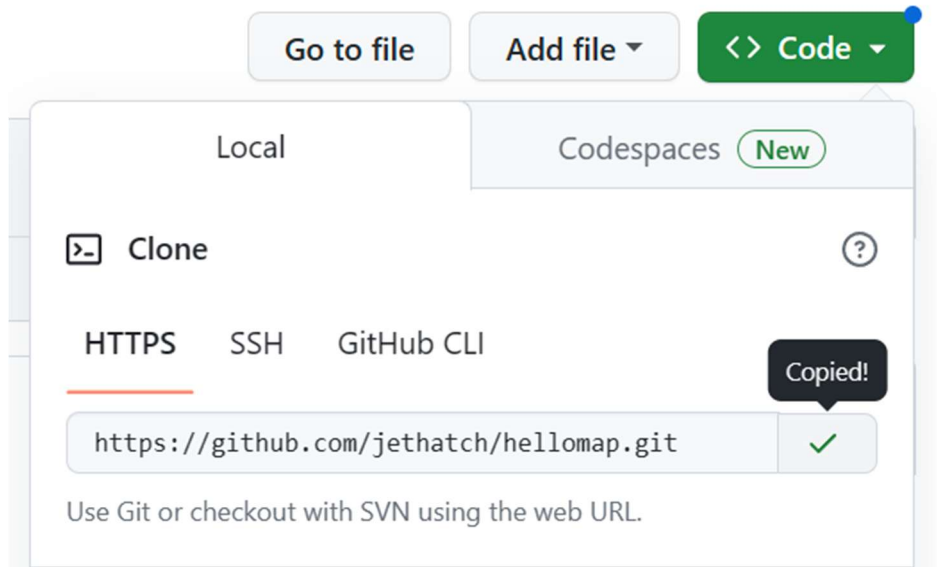 Go to file Add file <> Code
Local Codespaces New
Clone
HTTPS SSH GitHub CLI
Copied!
https://github.com/jethatch/hellomap.git
Use Git or checkout with SVN using the web URL.